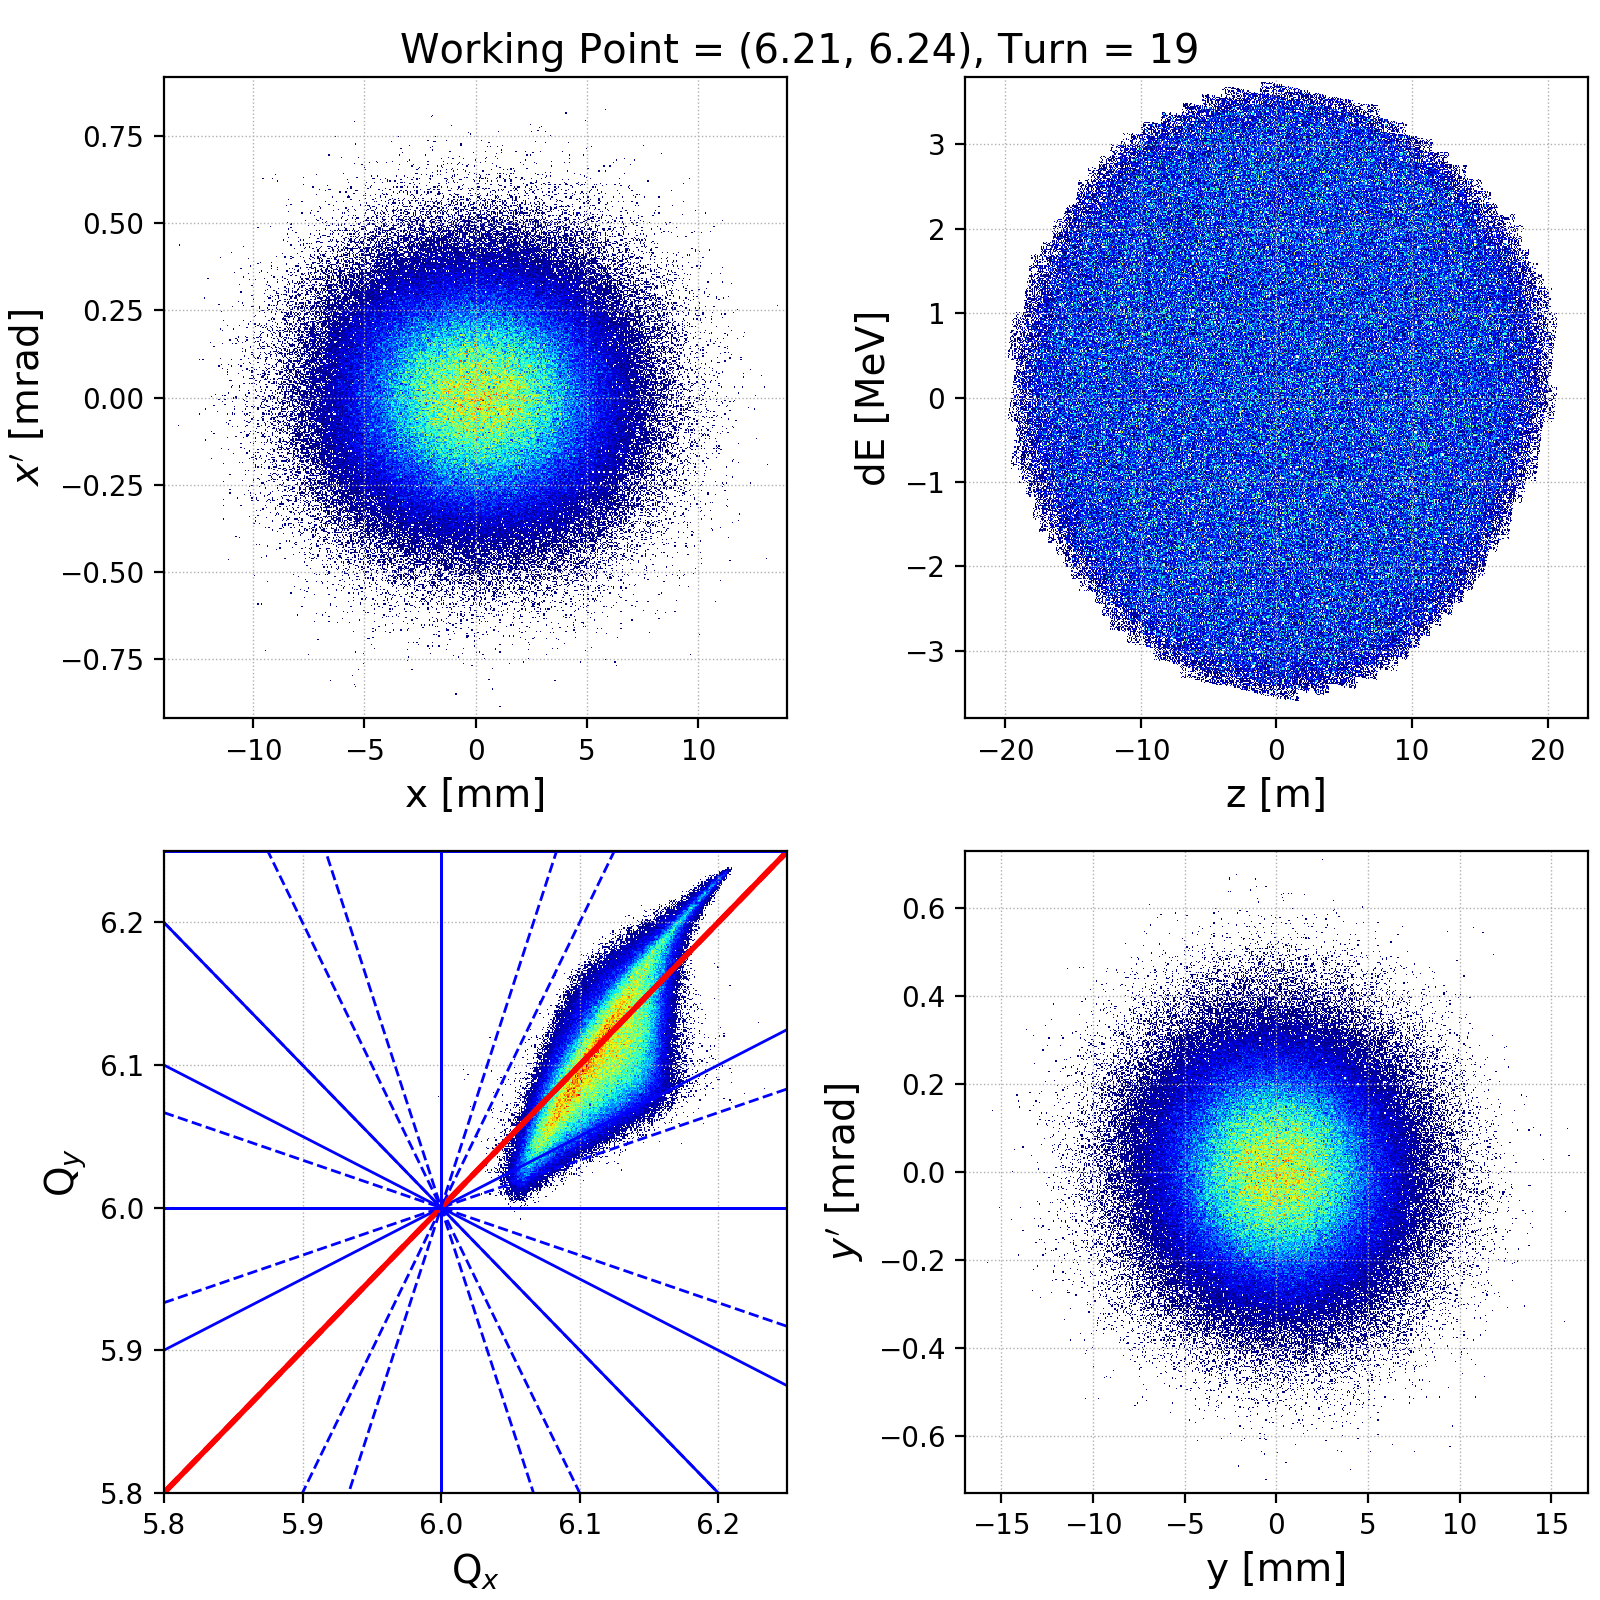 Working Point = (6.21, 6.24), Turn = 19
0.75
0.50
0.25
0.00
−0.25
−0.50
−0.75
x′ [mrad]
−10 −5 0 5 10
x [mm]
3
2
1
0
−1
−2
−3
dE [MeV]
−20 −10 0 10 20
z [m]
6.2
6.1
6.0
5.9
5.8
Qy
5.8 5.9 6.0 6.1 6.2
Qx
0.6
0.4
0.2
0.0
−0.2
−0.4
−0.6
y′ [mrad]
−15 −10 −5 0 5 10 15
y [mm]